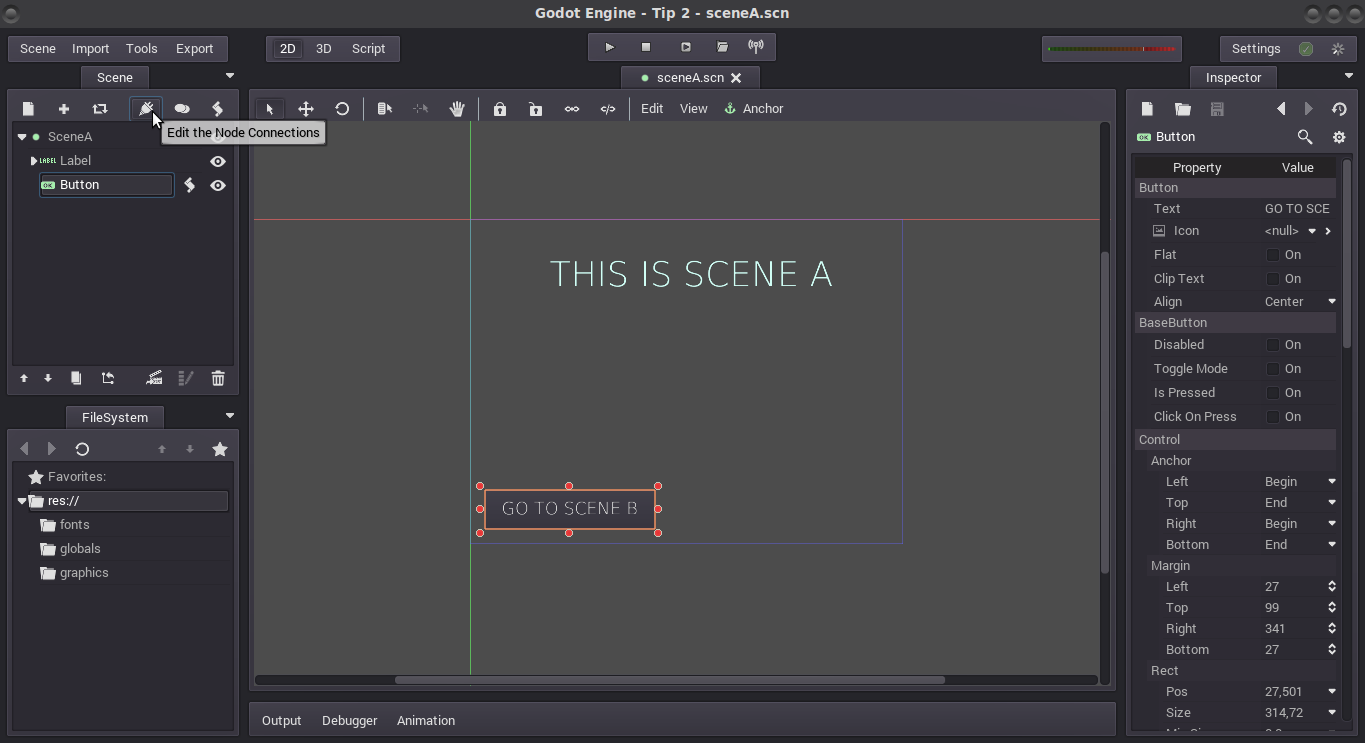 Godot Engine - Tip 2 - sceneA.scn
Scene Import Tools Export
2D 3D Script
Settings
Scene
sceneA.scn
Inspector
Edit View Anchor
Edit the Node Connections
SceneA
LABEL Label
OK Button
THIS IS SCENE A
GO TO SCENE B
FileSystem
Favorites:
res://
fonts
globals
graphics
Output Debugger Animation
OK Button
Property Value
Button
Text GO TO SCE
Icon <null>
Flat On
Clip Text On
Align Center
BaseButton
Disabled On
Toggle Mode On
Is Pressed On
Click On Press On
Control
Anchor
Left Begin
Top End
Right Begin
Bottom End
Margin
Left 27
Top 99
Right 341
Bottom 27
Rect
Pos 27,501
Size 314,72